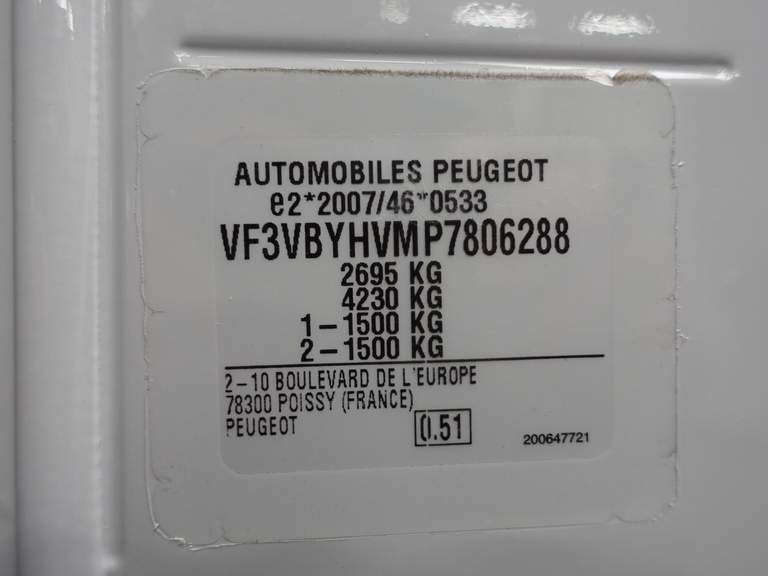 AUTOMOBILES PEUGEOT
e2*2007/46*0533
VF3VBYHVMP7806288
2695 KG
4230 KG
1-1500 KG
2-1500 KG
2-10 BOULEVARD DE L'EUROPE
78300 POISSY (FRANCE)
PEUGEOT
0.51
200647721